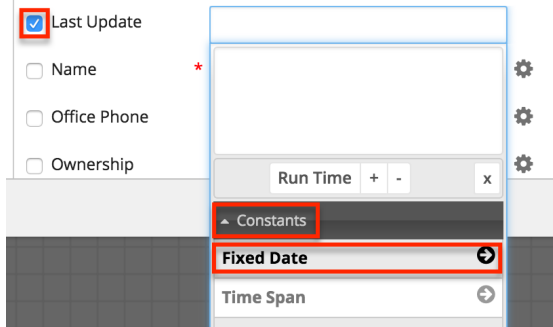 Last Update
Name *
Office Phone
Ownership
Run Time + - x
Constants
Fixed Date
Time Span